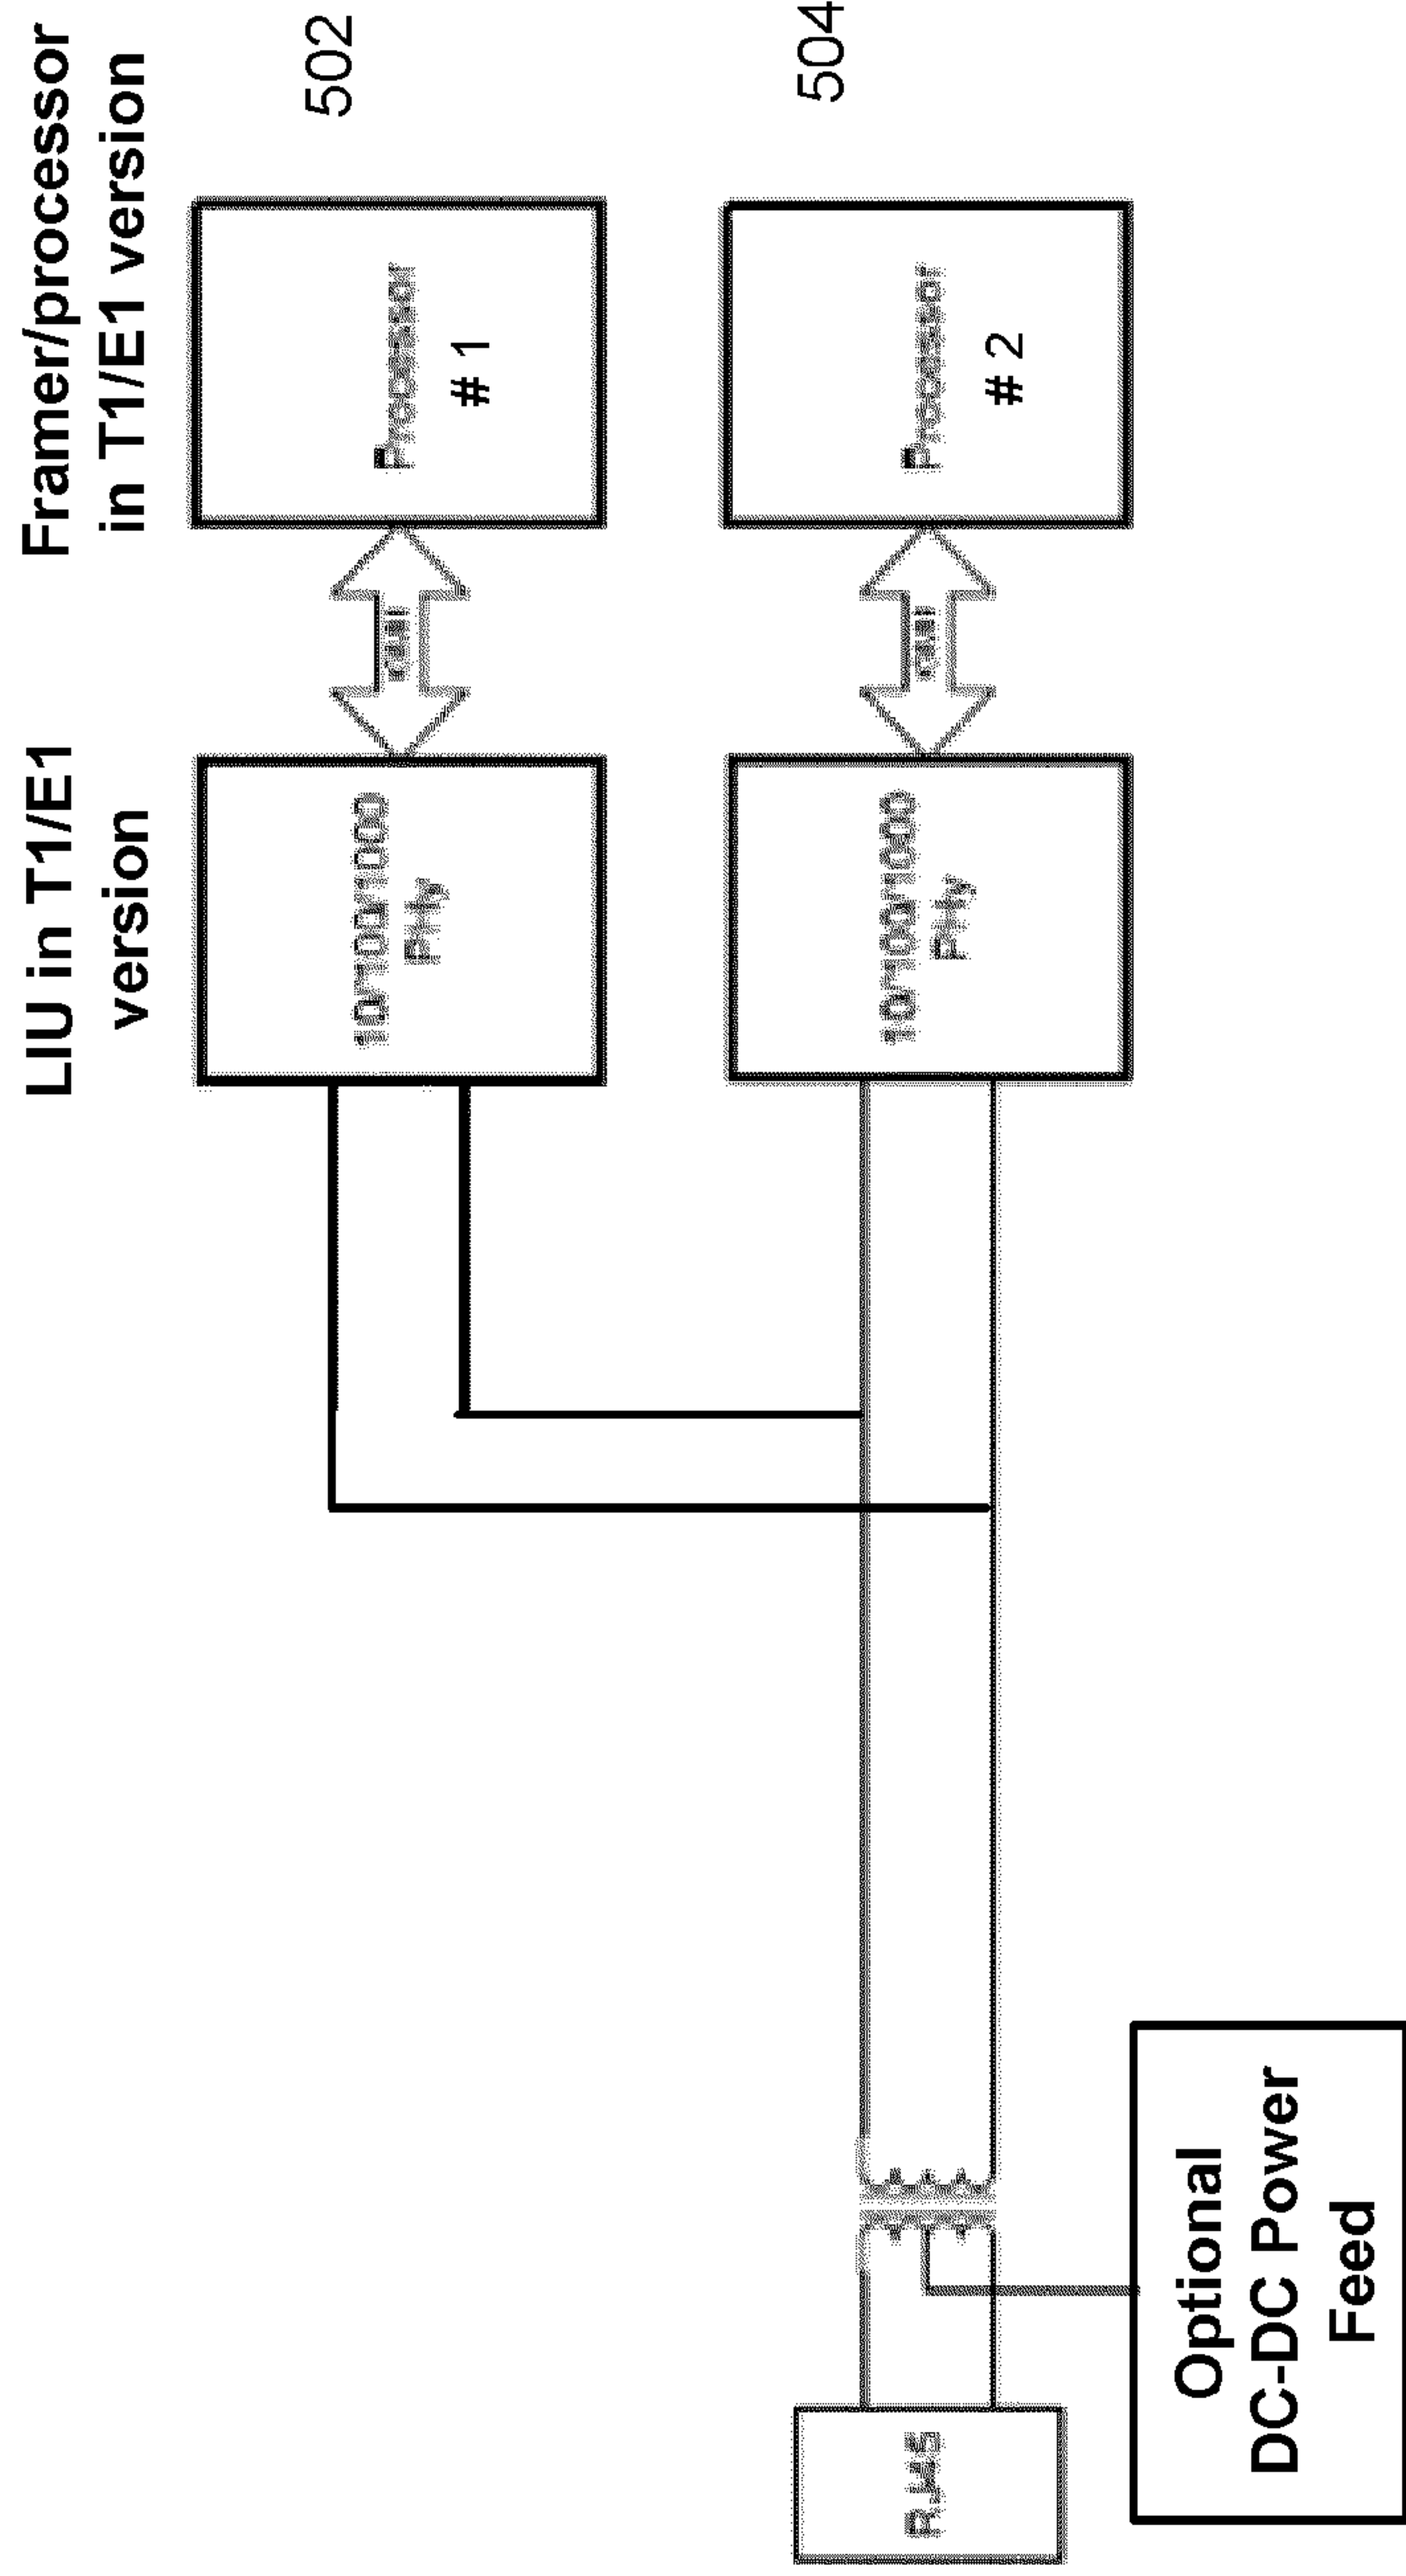 LIU in T1/E1
version
Framer/processor
in T1/E1 version
502
10/100/1000
PHy
Processor
# 1
504
10/100/1000
PHy
Processor
# 2
RJ45
Optional
DC-DC Power
Feed